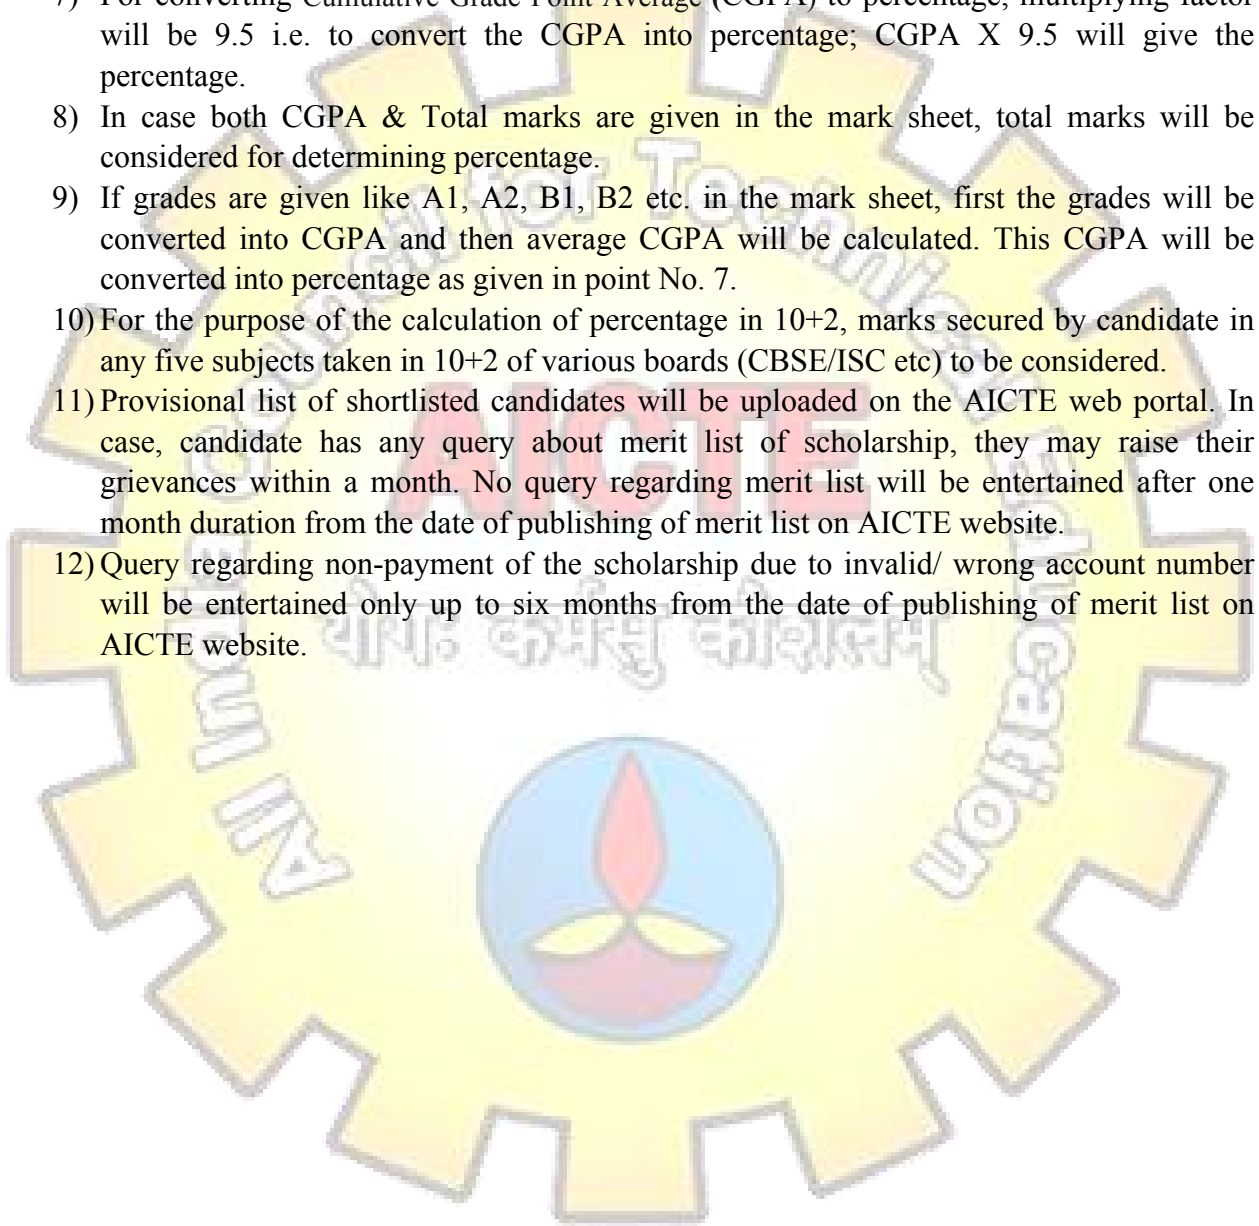 7) For converting Cumulative Grade Point Average (CGPA) to percentage, multiplying factor
will be 9.5 i.e. to convert the CGPA into percentage; CGPA X 9.5 will give the
percentage.
8) In case both CGPA & Total marks are given in the mark sheet, total marks will be
considered for determining percentage.
9) If grades are given like A1, A2, B1, B2 etc. in the mark sheet, first the grades will be
converted into CGPA and then average CGPA will be calculated. This CGPA will be
converted into percentage as given in point No. 7.
10) For the purpose of the calculation of percentage in 10+2, marks secured by candidate in
any five subjects taken in 10+2 of various boards (CBSE/ISC etc) to be considered.
11) Provisional list of shortlisted candidates will be uploaded on the AICTE web portal. In
case, candidate has any query about merit list of scholarship, they may raise their
grievances within a month. No query regarding merit list will be entertained after one
month duration from the date of publishing of merit list on AICTE website.
12) Query regarding non-payment of the scholarship due to invalid/ wrong account number
will be entertained only up to six months from the date of publishing of merit list on
AICTE website.
All India Council for Technical Education
AICTE
योगः कर्मसु कौशलम्